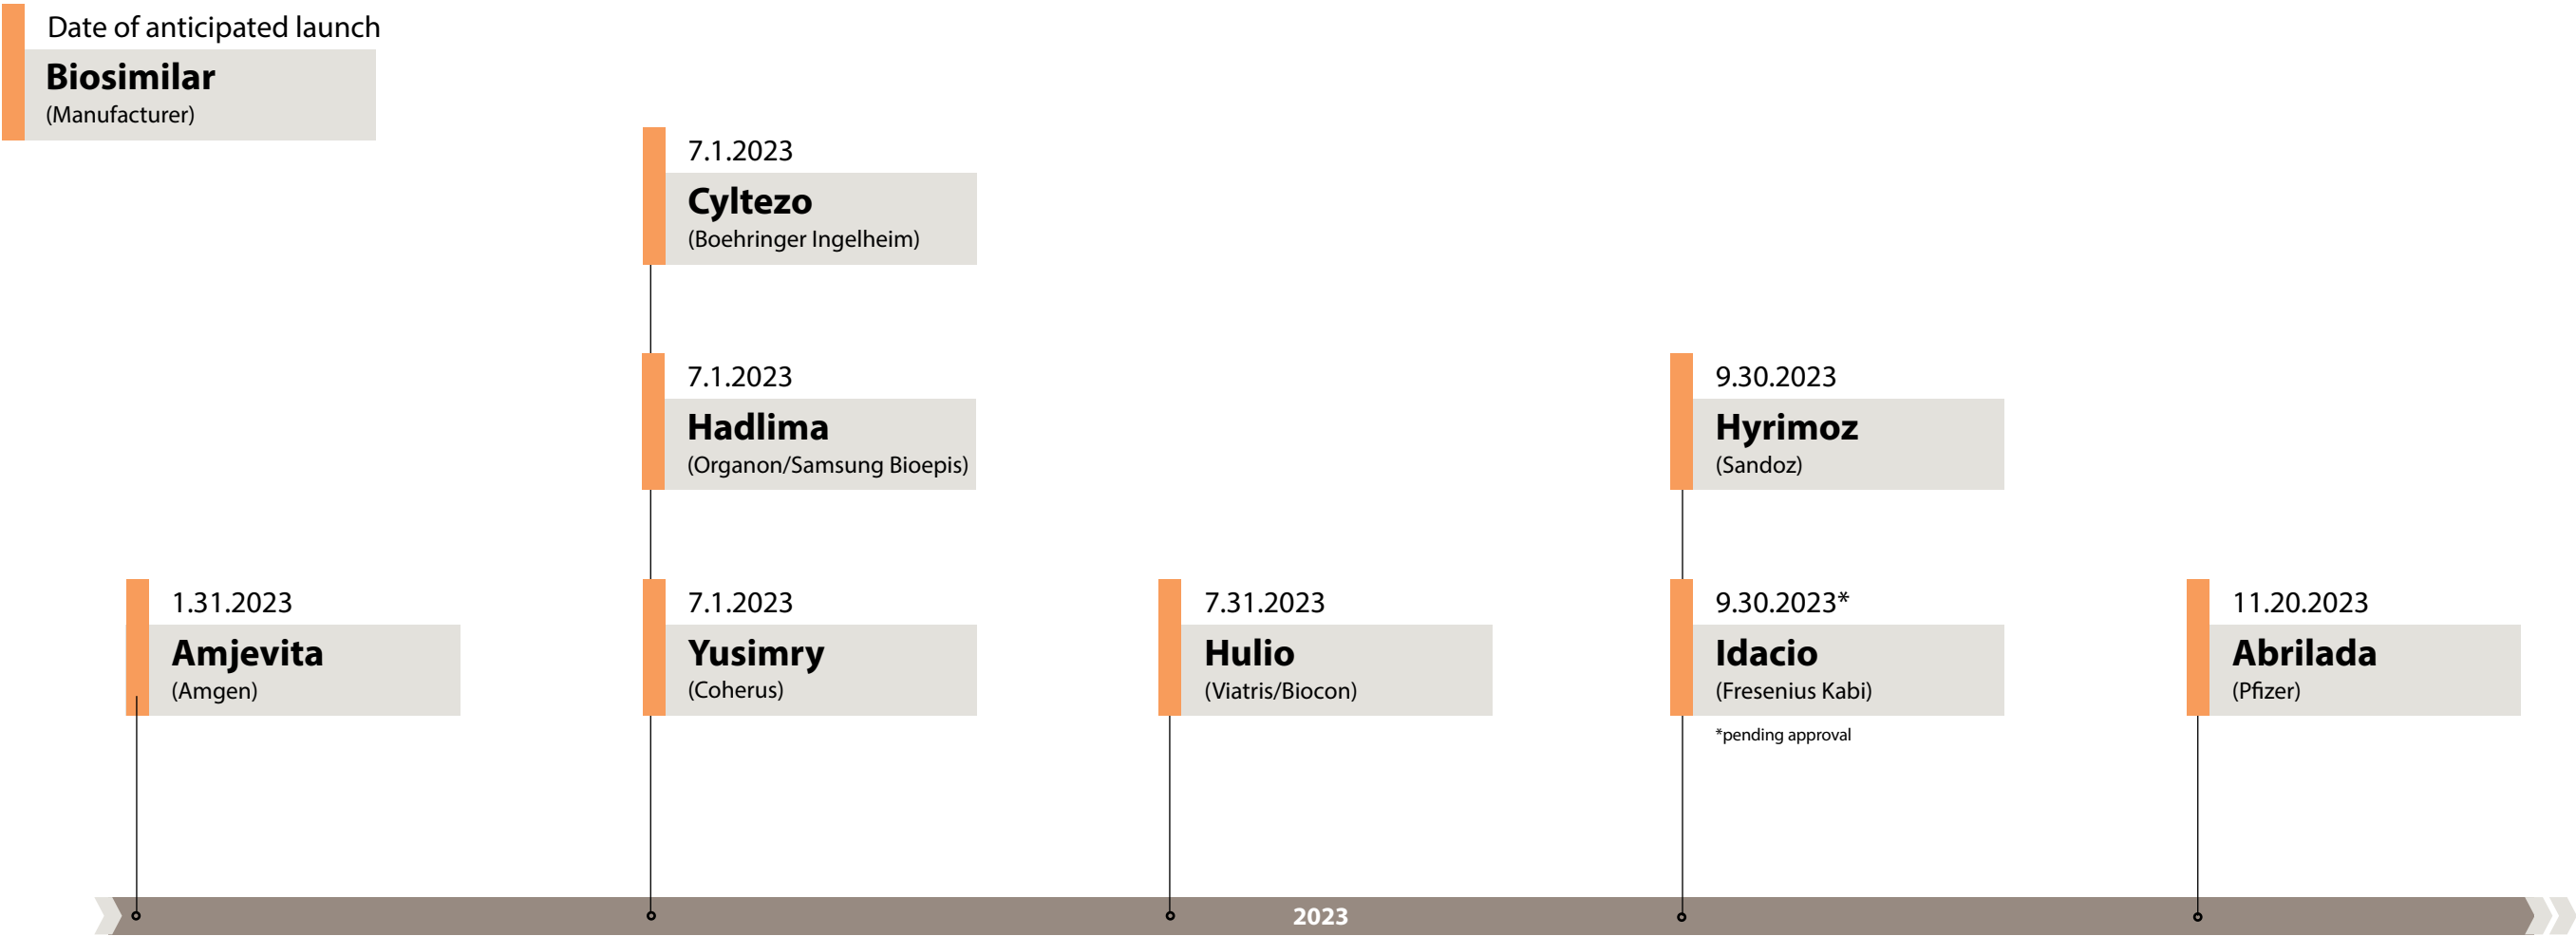 Date of anticipated launch
Biosimilar
(Manufacturer)
7.1.2023
Cyltezo
(Boehringer Ingelheim)
7.1.2023
Hadlima
(Organon/Samsung Bioepis)
9.30.2023
Hyrimoz
(Sandoz)
1.31.2023
Amjevita
(Amgen)
7.1.2023
Yusimry
(Coherus)
7.31.2023
Hulio
(Viatris/Biocon)
9.30.2023*
Idacio
(Fresenius Kabi)
*pending approval
11.20.2023
Abrilada
(Pfizer)
2023